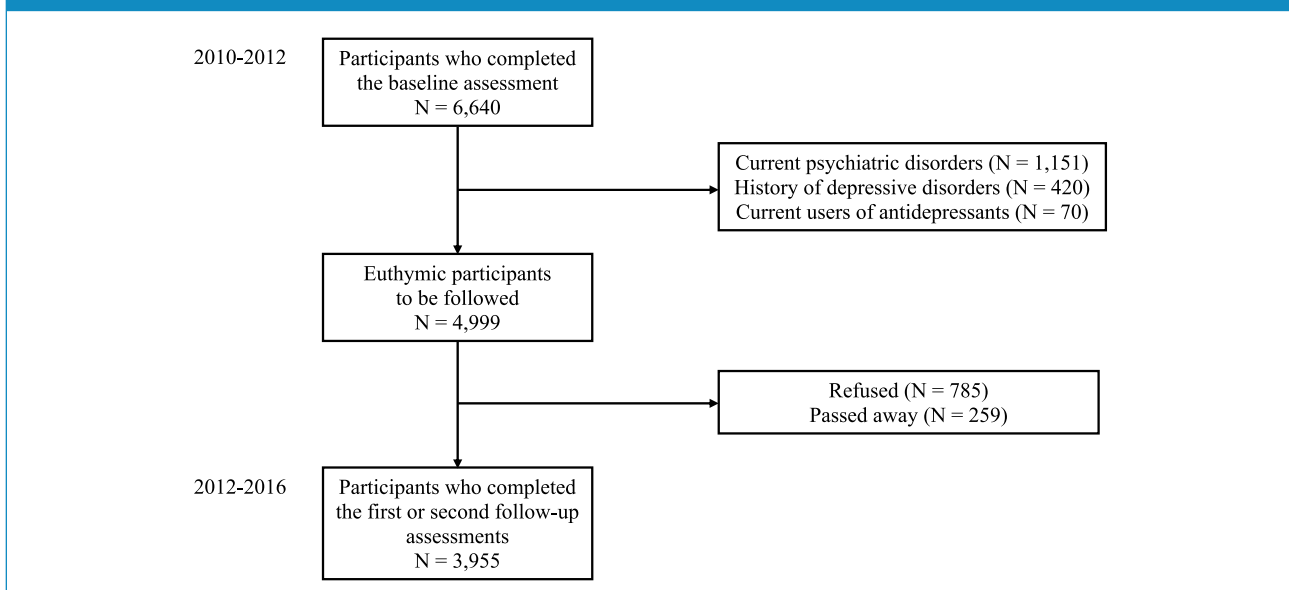 2010-2012
Participants who completed
the baseline assessment
N = 6,640
Current psychiatric disorders (N = 1,151)
History of depressive disorders (N = 420)
Current users of antidepressants (N = 70)
Euthymic participants
to be followed
N = 4,999
Refused (N = 785)
Passed away (N = 259)
2012-2016
Participants who completed
the first or second follow-up
assessments
N = 3,955